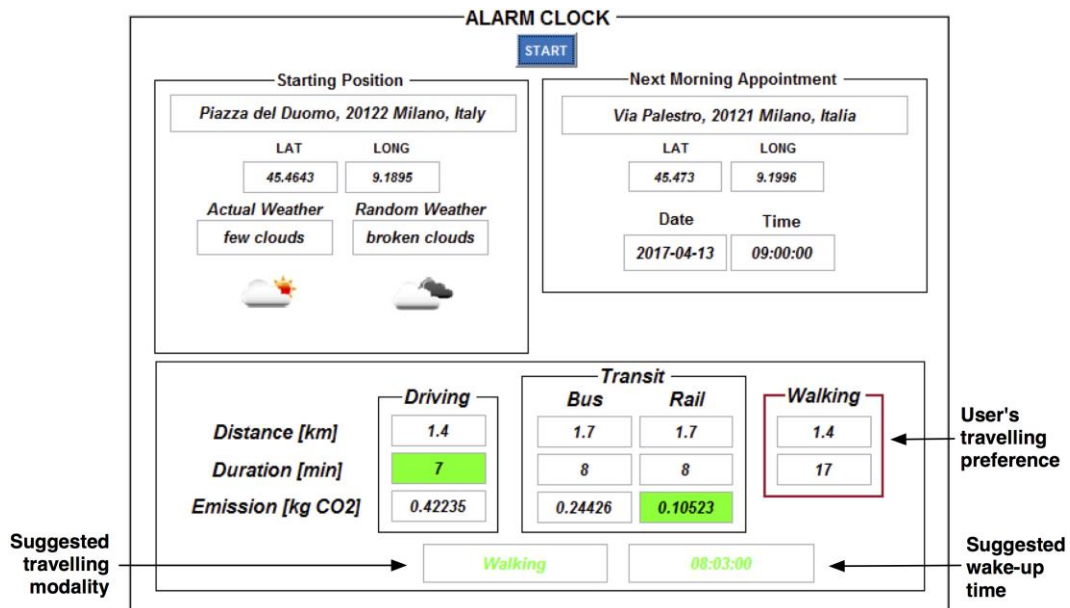 ALARM CLOCK
START
Starting Position
Piazza del Duomo, 20122 Milano, Italy
LAT LONG
45.4643 9.1895
Actual Weather Random Weather
few clouds broken clouds
Next Morning Appointment
Via Palestro, 20121 Milano, Italia
LAT LONG
45.473 9.1996
Date Time
2017-04-13 09:00:00
Transit
Driving Bus Rail Walking
Distance [km] 1.4 1.7 1.7 1.4
Duration [min] 7 8 8 17
Emission [kg CO2] 0.42235 0.24426 0.10523
User's
travelling
preference
Suggested
travelling
modality
Walking 08:03:00
Suggested
wake-up
time